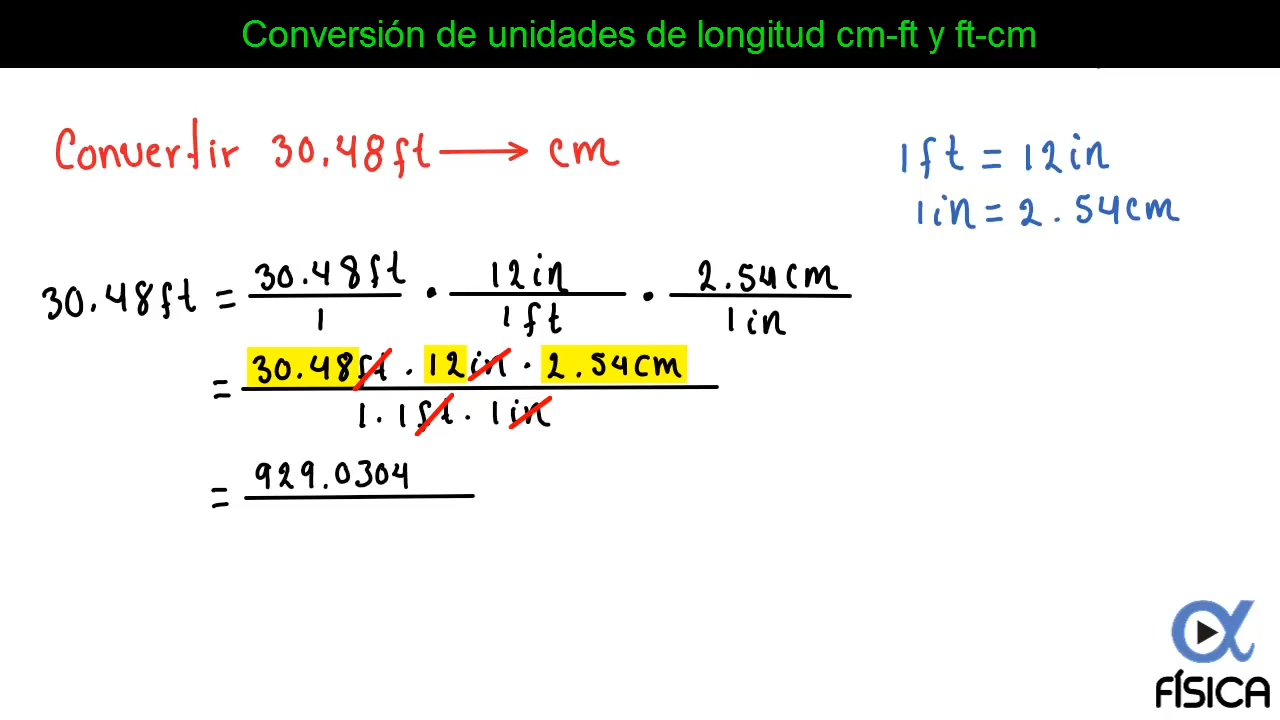 Conversión de unidades de longitud cm-ft y ft-cm
Convertir 30.48ft → cm
1ft = 12in
1in = 2.54cm
30.48ft = 30.48ft/1 · 12in/1ft · 2.54cm/1in
= 30.48ft · 12in · 2.54cm
1 · 1ft · 1in
= 929.0304
FÍSICA